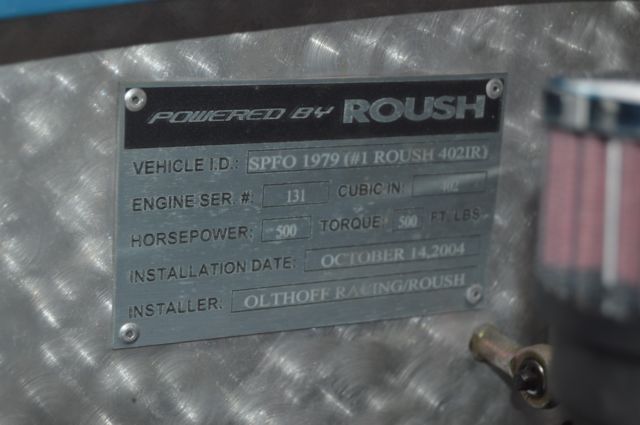 POWERED BY ROUSH
VEHICLE I.D.: SPFO 1979 (#1 ROUSH 402IR)
ENGINE SER. #: 131 CUBIC IN: 402
HORSEPOWER: 500 TORQUE: 500 FT. LBS
INSTALLATION DATE: OCTOBER 14,2004
INSTALLER: OLTHOFF RACING/ROUSH